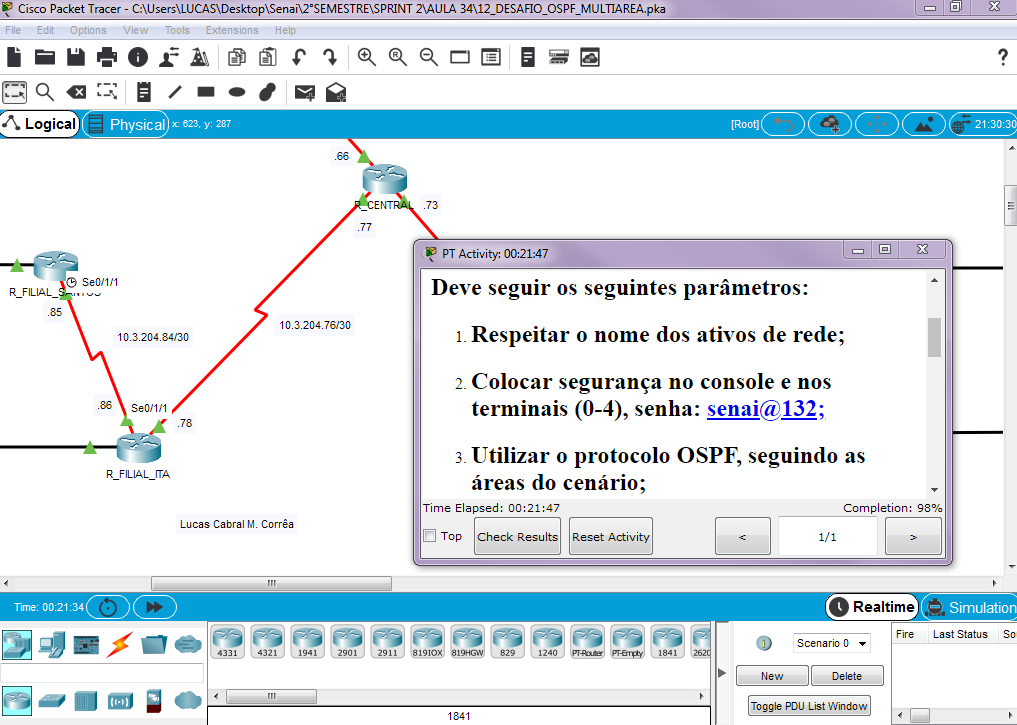 Cisco Packet Tracer - C:\Users\LUCAS\Desktop\Senai\2°SEMESTRE\SPRINT 2\AULA 34\12_DESAFIO_OSPF_MULTIAREA.pka
File Edit Options View Tools Extensions Help
Logical Physical x: 623, y: 287 [Root] 21:30:30
.66
R_CENTRAL .73
.77
Se0/1/1
R_FILIAL_SANTOS
.85
10.3.204.84/30
10.3.204.76/30
.86 Se0/1/1
.78
R_FILIAL_ITA
Lucas Cabral M. Corrêa
PT Activity: 00:21:47
Deve seguir os seguintes parâmetros:
1. Respeitar o nome dos ativos de rede;
2. Colocar segurança no console e nos
terminais (0-4), senha: senai@132;
3. Utilizar o protocolo OSPF, seguindo as
áreas do cenário;
Time Elapsed: 00:21:47 Completion: 98%
Top Check Results Reset Activity < 1/1 >
Time: 00:21:34 Realtime Simulation
4331 4321 1941 2901 2911 819IOX 819HGW 829 1240 PT-Router PT-Empty 1841 2620
1841
Scenario 0
New Delete
Toggle PDU List Window
Fire Last Status Sou